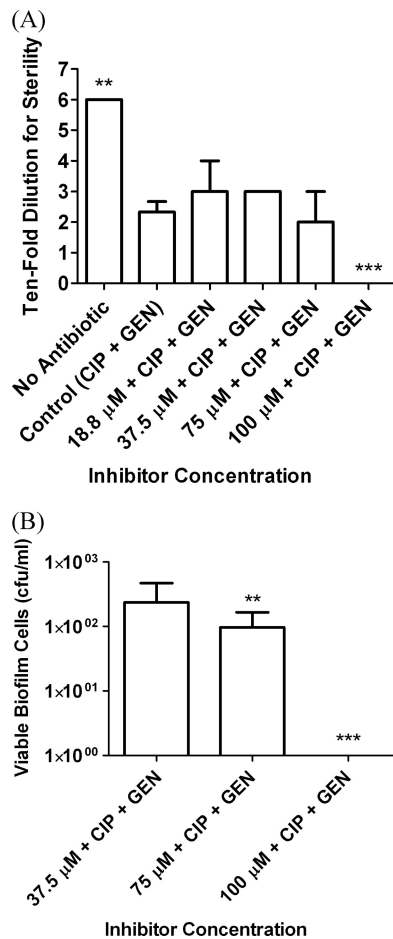 (A)
Ten-Fold Dilution for Sterility
7
6
5
4
3
2
1
0
**
***
No Antibiotic
Control (CIP + GEN)
18.8 µM + CIP + GEN
37.5 µM + CIP + GEN
75 µM + CIP + GEN
100 µM + CIP + GEN
Inhibitor Concentration
(B)
Viable Biofilm Cells (cfu/ml)
1×10⁰³
1×10⁰²
1×10⁰¹
1×10⁰⁰
**
***
37.5 µM + CIP + GEN
75 µM + CIP + GEN
100 µM + CIP + GEN
Inhibitor Concentration